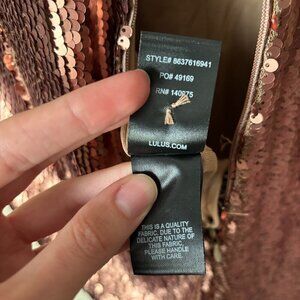 STYLE# 8637616941
PO# 49169
RN# 140975
LULUS.COM
THIS IS A QUALITY
FABRIC. DUE TO THE
DELICATE NATURE OF
THIS FABRIC,
PLEASE HANDLE
WITH CARE.